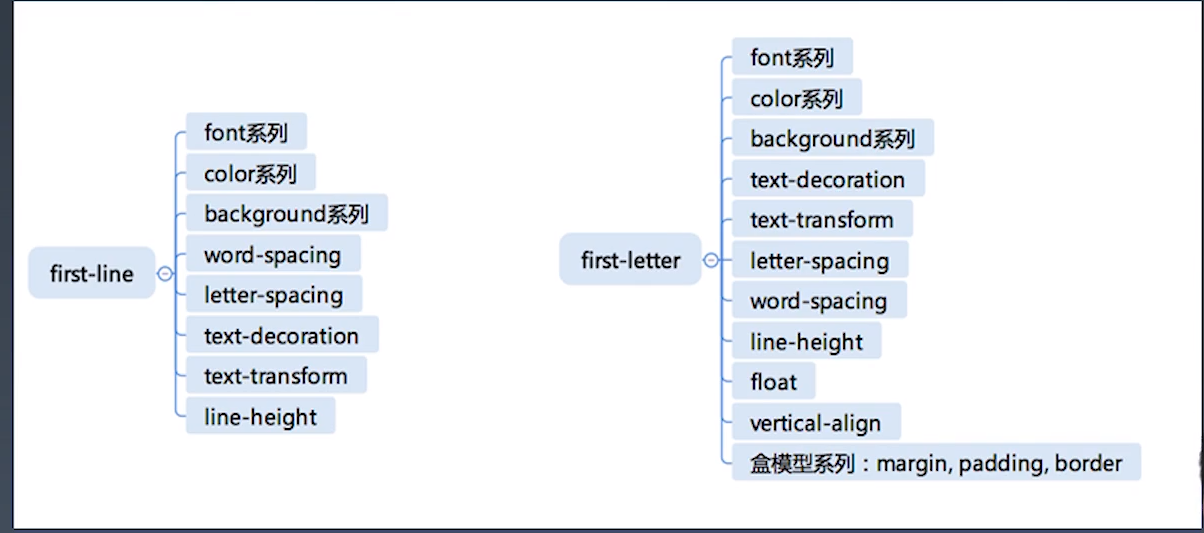 first-line
font系列
color系列
background系列
word-spacing
letter-spacing
text-decoration
text-transform
line-height
first-letter
font系列
color系列
background系列
text-decoration
text-transform
letter-spacing
word-spacing
line-height
float
vertical-align
盒模型系列：margin, padding, border